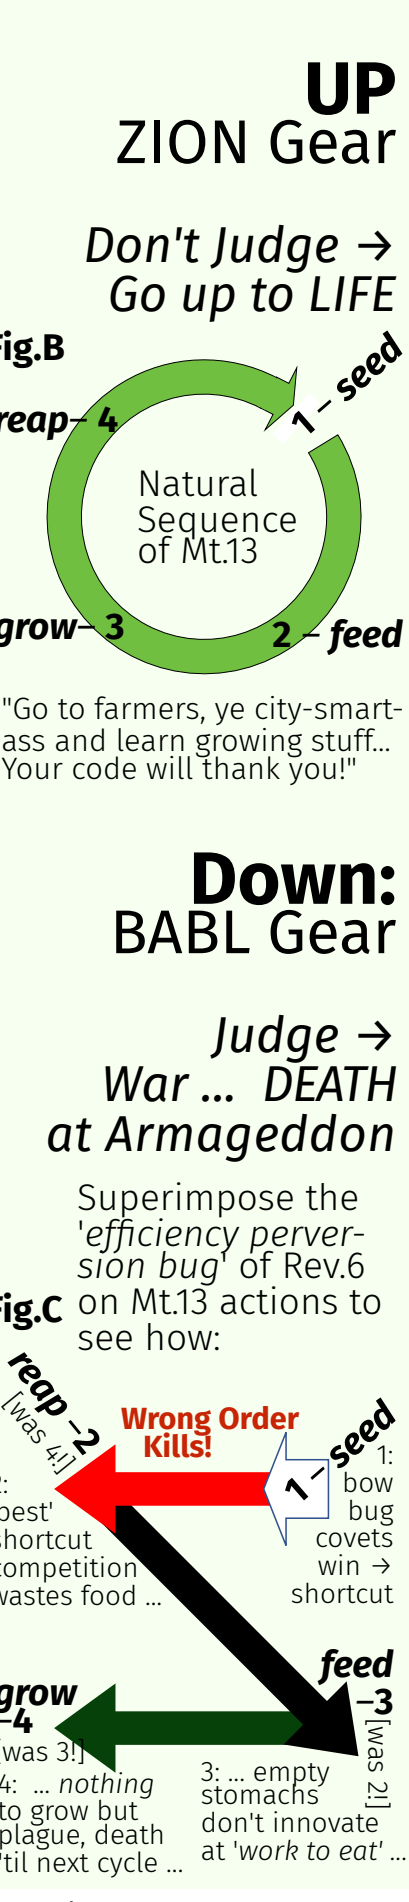 UP
ZION Gear
Don't Judge →
Go up to LIFE
Fig.B
1 – seed
reap– 4
Natural
Sequence
of Mt.13
grow– 3
2 – feed
"Go to farmers, ye city-smart-
ass and learn growing stuff...
Your code will thank you!"
Down:
BABL Gear
Judge →
War ... DEATH
at Armageddon
Superimpose the
'efficiency perver-
sion bug' of Rev.6
Fig.C on Mt.13 actions to
see how:
reap –2
[was 4!]
Wrong Order
Kills!
1 – seed
1:
bow
bug
covets
win →
shortcut
2:
'best'
shortcut
competition
wastes food ...
feed
–3
[was 2!]
grow
–4
[was 3!]
4: ... nothing
to grow but
plague, death
'til next cycle ...
3: ... empty
stomachs
don't innovate
at 'work to eat' ...